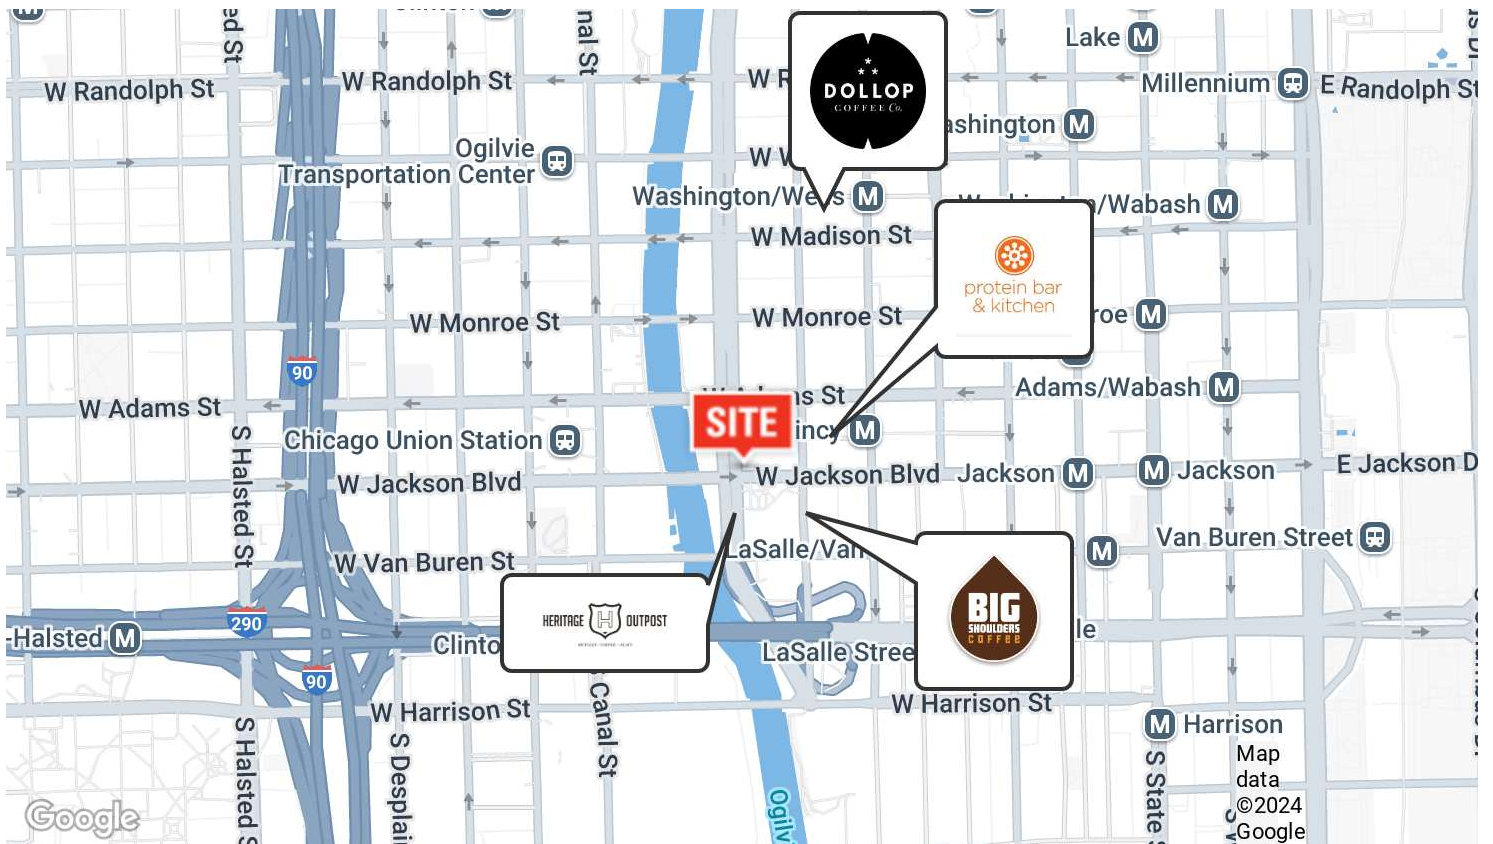 W Randolph St
W Randolph St
Lake
Millennium
E Randolph St
DOLLOP
COFFEE Co.
ashington
Ogilvie
Transportation Center
Washington/We
/Wabash
W Madison St
protein bar
& kitchen
W Monroe St
W Monroe St
roe
90
W Adams St
SITE
Adams/Wabash
Chicago Union Station
incy
S Halsted St
W Jackson Blvd
W Jackson Blvd
Jackson
Jackson
E Jackson D
W Van Buren St
LaSalle/Van
Van Buren Street
HERITAGE H OUTPOST
BIG
SHOULDERS
COFFEE
290
-Halsted
Clinto
LaSalle Stree
le
90
W Harrison St
W Harrison St
Harrison
S Halsted S
S Desplai
Canal St
Ogilv
S State S
Map
data
©2024
Google
Google